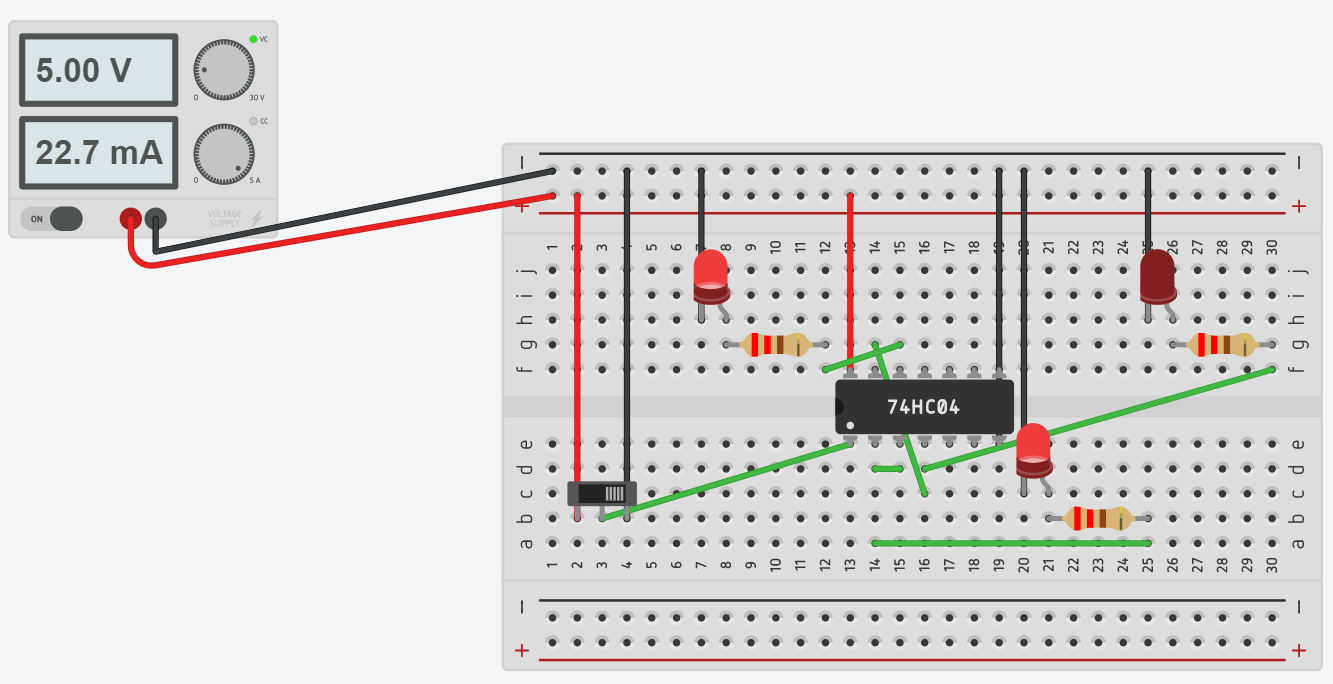 5.00 V
VC
0 30 V
22.7 mA
CC
0 5 A
ON
VOLTAGE
SUPPLY
− −
+ +
1 2 3 4 5 6 7 8 9 10 11 12 13 14 15 16 17 18 19 20 21 22 23 24 25 26 27 28 29 30
j j
i i
h h
g g
f f
74HC04
e e
d d
c c
b b
a a
1 2 3 4 5 6 7 8 9 10 11 12 13 14 15 16 17 18 19 20 21 22 23 24 25 26 27 28 29 30
− −
+ +